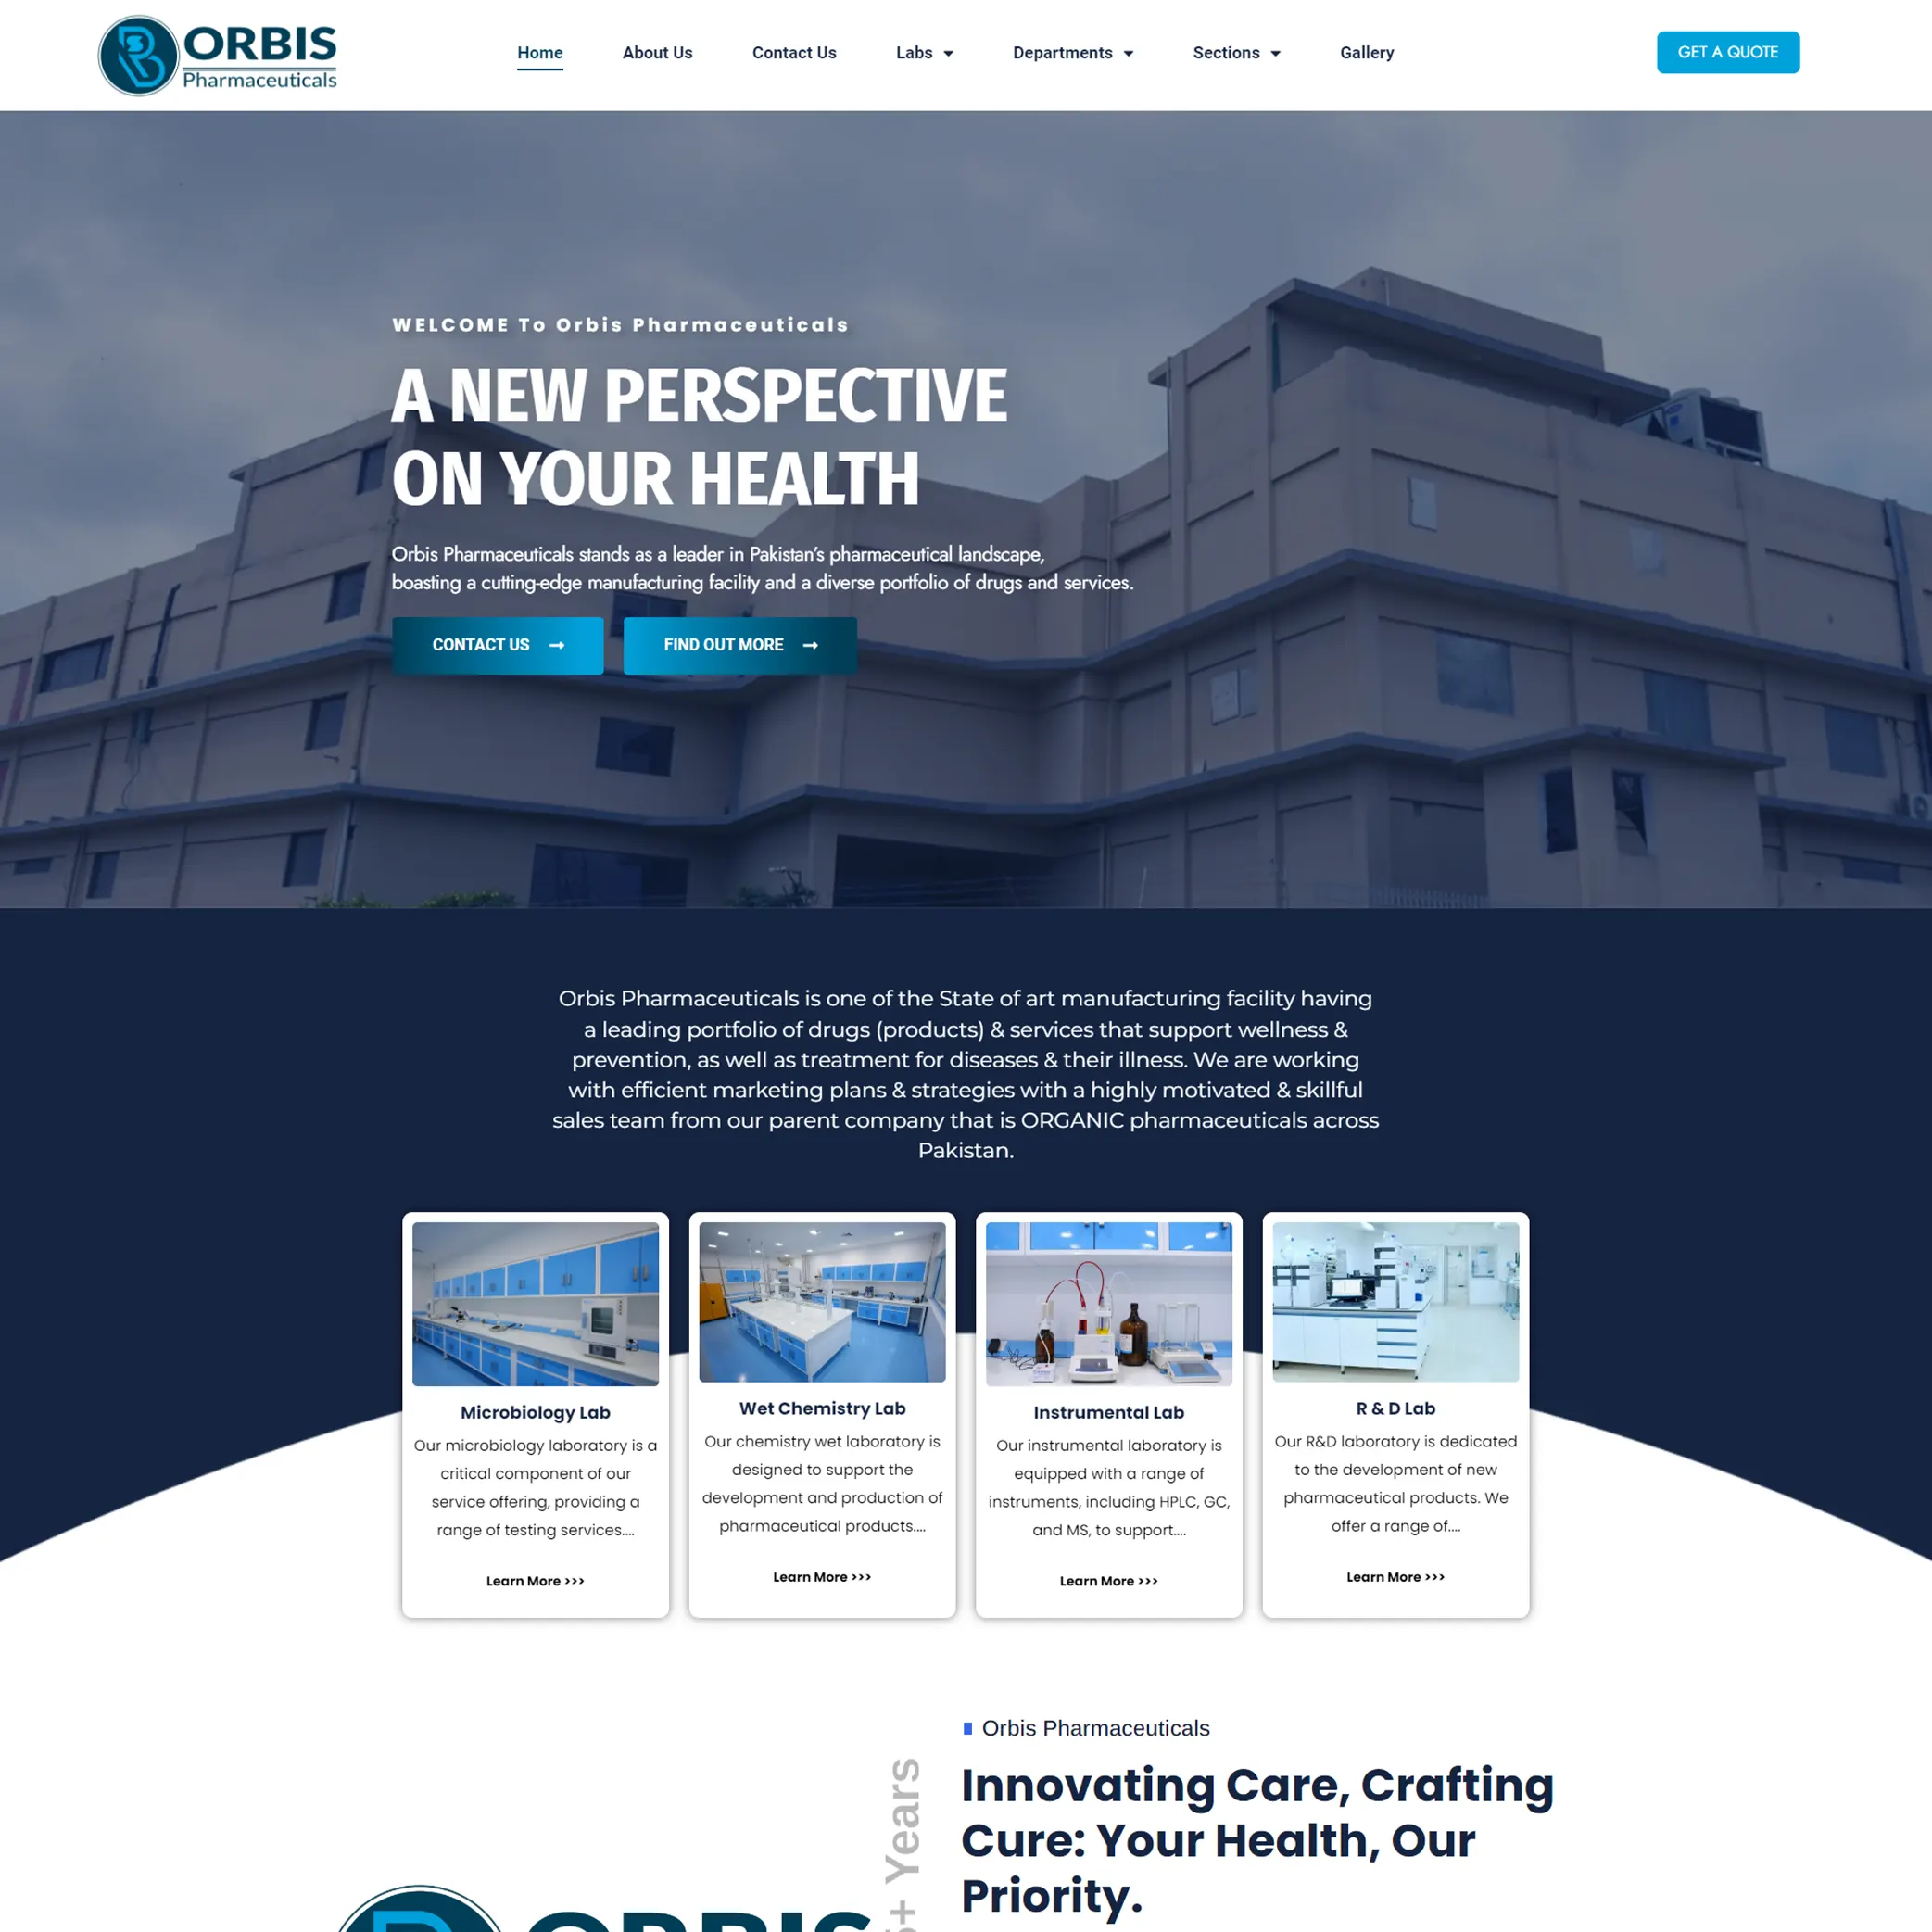 ORBIS
Pharmaceuticals
Home
About Us
Contact Us
Labs
Departments
Sections
Gallery
GET A QUOTE
WELCOME To Orbis Pharmaceuticals
A NEW PERSPECTIVE
ON YOUR HEALTH
Orbis Pharmaceuticals stands as a leader in Pakistan's pharmaceutical landscape,
boasting a cutting-edge manufacturing facility and a diverse portfolio of drugs and services.
CONTACT US →
FIND OUT MORE →
Orbis Pharmaceuticals is one of the State of art manufacturing facility having
a leading portfolio of drugs (products) & services that support wellness &
prevention, as well as treatment for diseases & their illness. We are working
with efficient marketing plans & strategies with a highly motivated & skillful
sales team from our parent company that is ORGANIC pharmaceuticals across
Pakistan.
Microbiology Lab
Our microbiology laboratory is a
critical component of our
service offering, providing a
range of testing services....
Learn More >>>
Wet Chemistry Lab
Our chemistry wet laboratory is
designed to support the
development and production of
pharmaceutical products....
Learn More >>>
Instrumental Lab
Our instrumental laboratory is
equipped with a range of
instruments, including HPLC, GC,
and MS, to support....
Learn More >>>
R & D Lab
Our R&D laboratory is dedicated
to the development of new
pharmaceutical products. We
offer a range of....
Learn More >>>
Orbis Pharmaceuticals
Innovating Care, Crafting
Cure: Your Health, Our
Priority.
+ Years
ORBIS